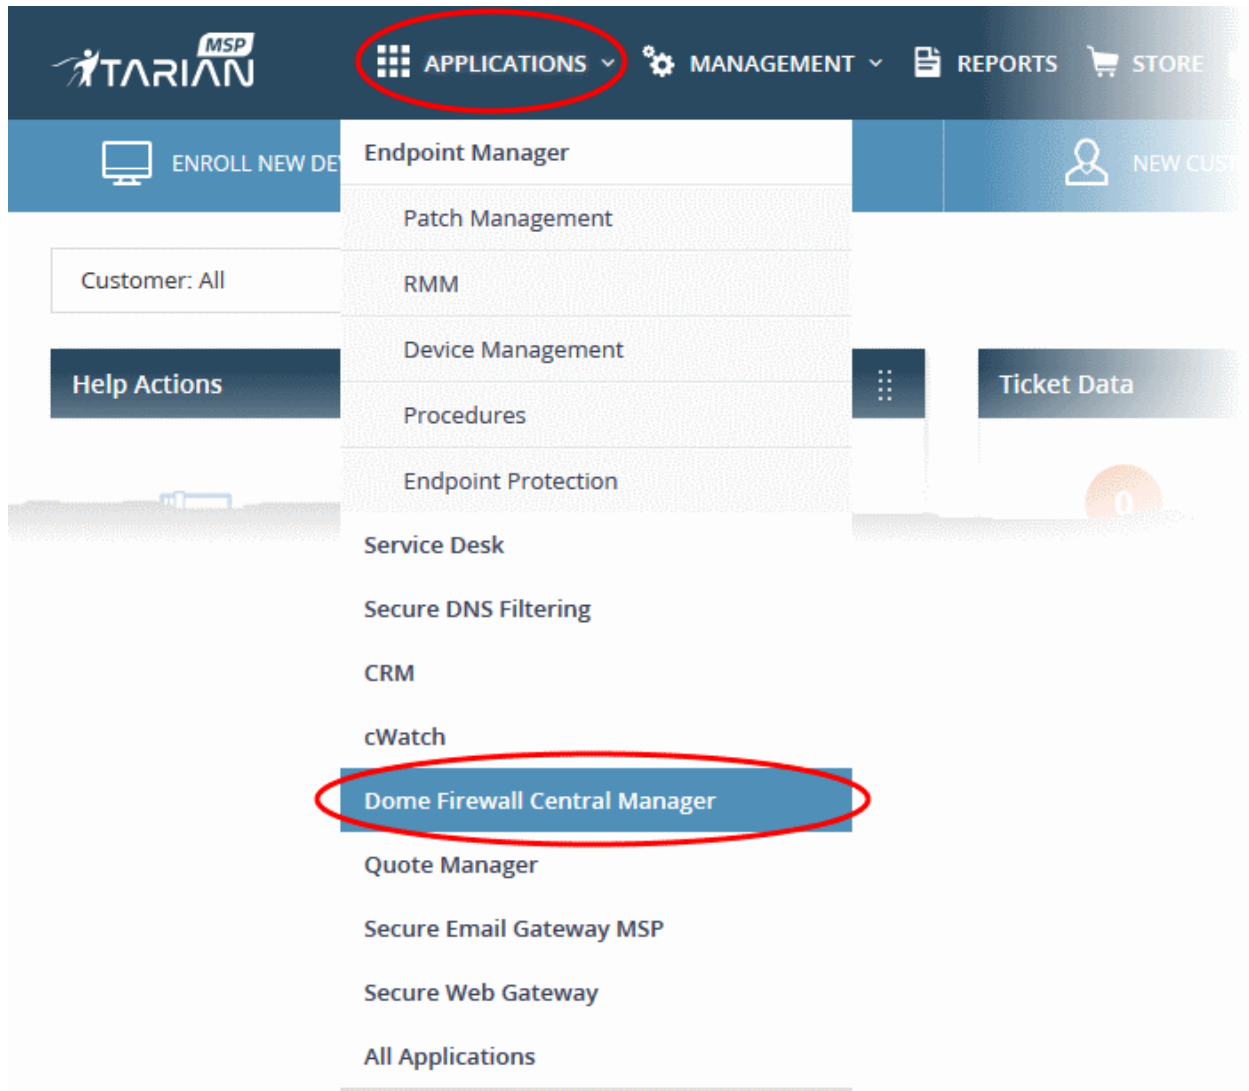 MSP
ITARIAN
APPLICATIONS
MANAGEMENT
REPORTS
STORE
ENROLL NEW DE
NEW CUST
Customer: All
Help Actions
Ticket Data
0
Endpoint Manager
Patch Management
RMM
Device Management
Procedures
Endpoint Protection
Service Desk
Secure DNS Filtering
CRM
cWatch
Dome Firewall Central Manager
Quote Manager
Secure Email Gateway MSP
Secure Web Gateway
All Applications